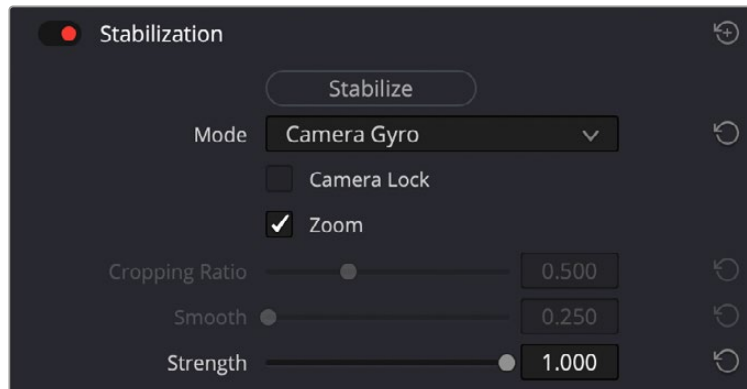 Stabilization
Stabilize
Mode Camera Gyro
Camera Lock
Zoom
Cropping Ratio 0.500
Smooth 0.250
Strength 1.000